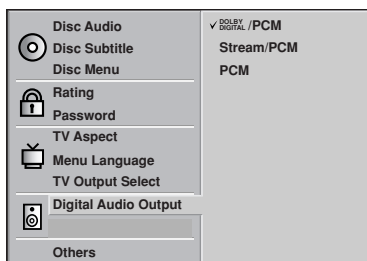 Disc Audio
Disc Subtitle
Disc Menu
Rating
Password
TV Aspect
Menu Language
TV Output Select
Digital Audio Output
Others
DOLBY DIGITAL /PCM
Stream/PCM
PCM